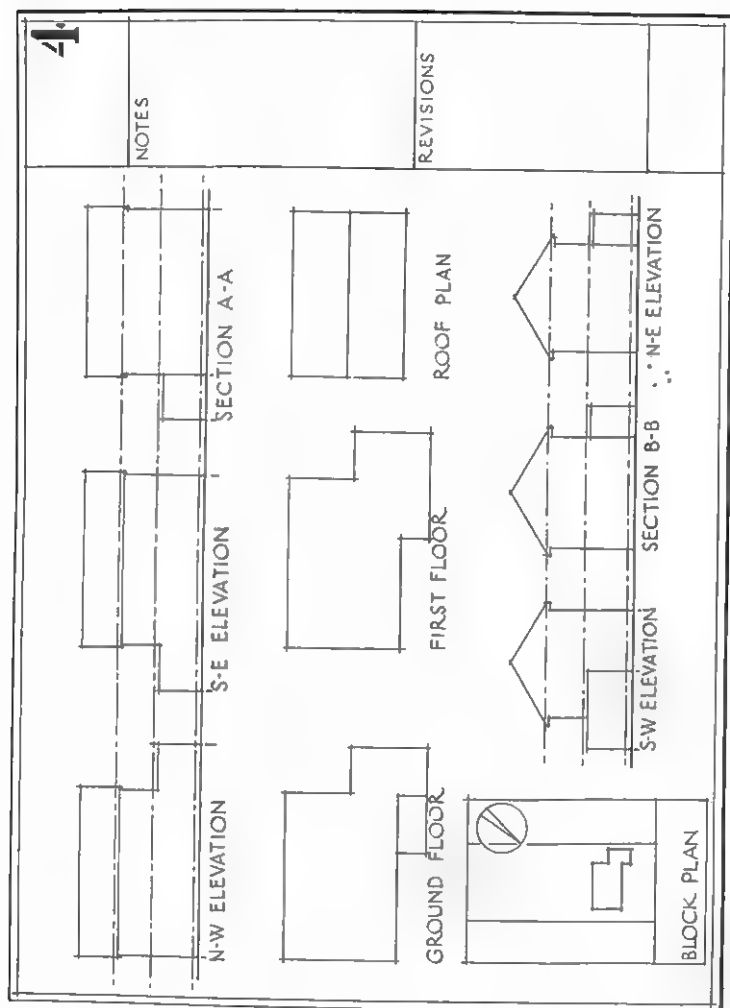 4
NOTES
REVISIONS
N-W ELEVATION
S-E ELEVATION
SECTION A-A
GROUND FLOOR
FIRST FLOOR
ROOF PLAN
BLOCK PLAN
S-W ELEVATION
SECTION B-B
N-E ELEVATION